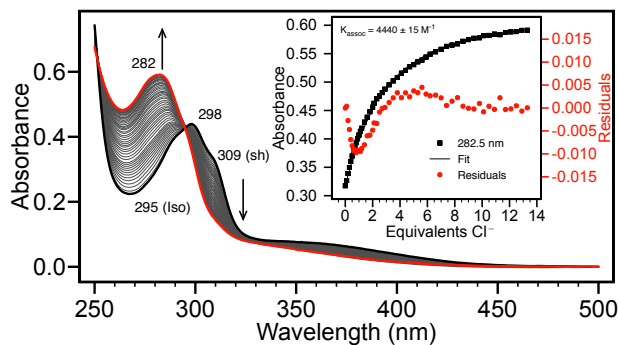 K_assoc = 4440 ± 15 M⁻¹
0.60
0.55
0.50
0.45
0.40
0.35
0.30
Absorbance
0.015
0.010
0.005
0.000
-0.005
-0.010
-0.015
Residuals
282.5 nm
Fit
Residuals
0 2 4 6 8 10 12 14
Equivalents Cl⁻
282
298
309 (sh)
295 (Iso)
0.6
0.4
0.2
0.0
Absorbance
250 300 350 400 450 500
Wavelength (nm)